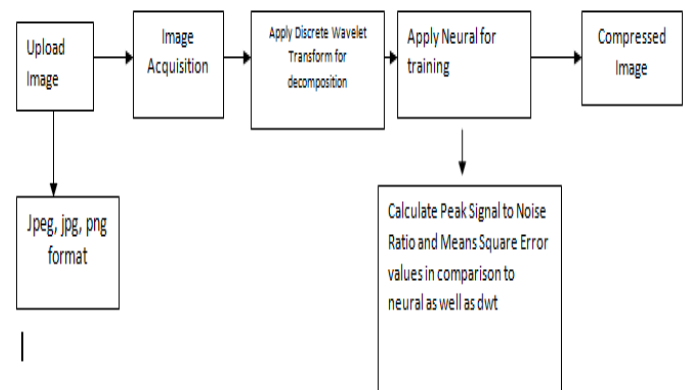 Upload
Image
Image
Acquisition
Apply Discrete Wavelet
Transform for
decomposition
Apply Neural for
training
Compressed
Image
Jpeg, jpg, png
format
Calculate Peak Signal to Noise
Ratio and Means Square Error
values in comparison to
neural as well as dwt